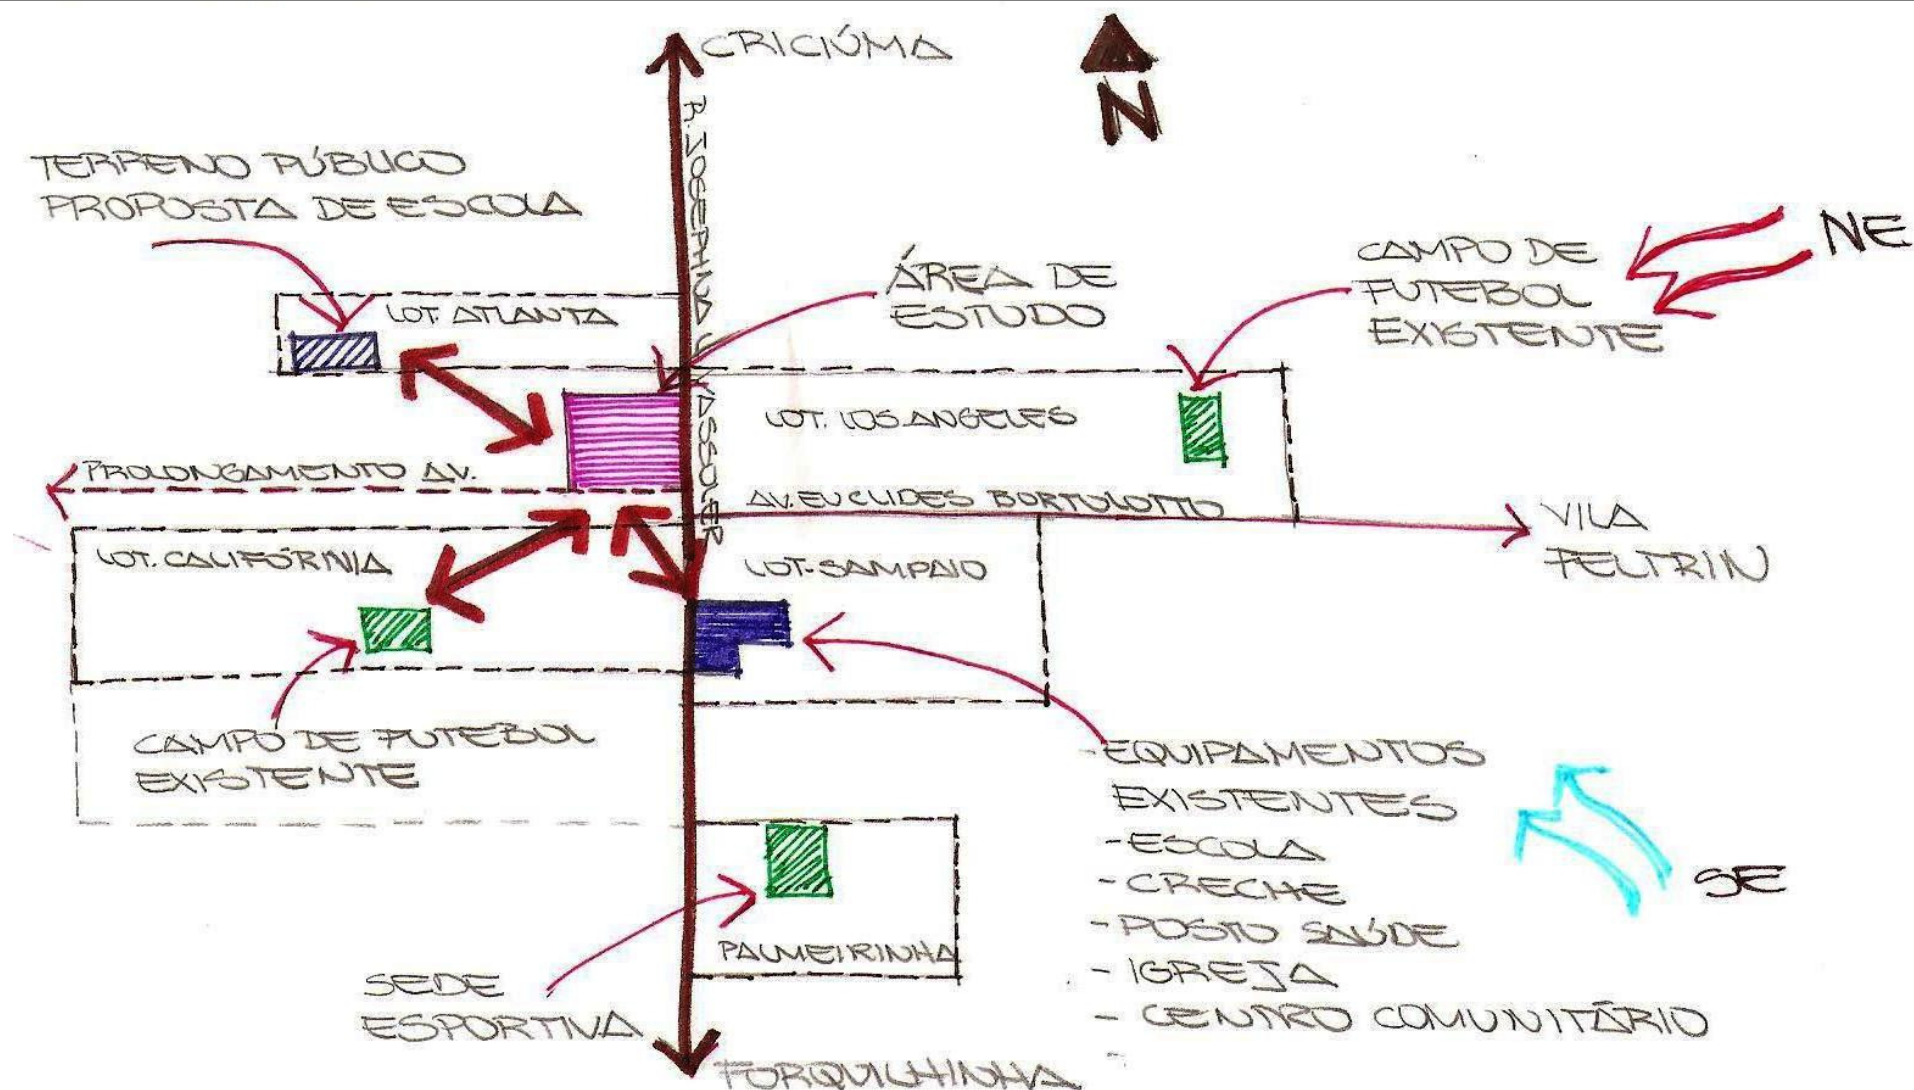 CRICIÚMA
N
R. JOSEPHINA VASSOLER
TERRENO PÚBLICO
PROPOSTA DE ESCOLA
NE
CAMPO DE
FUTEBOL
EXISTENTE
ÁREA DE
ESTUDO
LOT. ATLANTA
LOT. LOS ANGELES
PROLONGAMENTO AV.
AV. EUCLIDES BORTOLOTTO
VILA
FELTRIN
LOT. CALIFÓRNIA
LOT. SAMPAIO
CAMPO DE FUTEBOL
EXISTENTE
- EQUIPAMENTOS
EXISTENTES
- ESCOLA
- CRECHE
- POSTO SAÚDE
- IGREJA
- CENTRO COMUNITÁRIO
SE
PALMEIRINHA
SEDE
ESPORTIVA
FORQUILHINHA